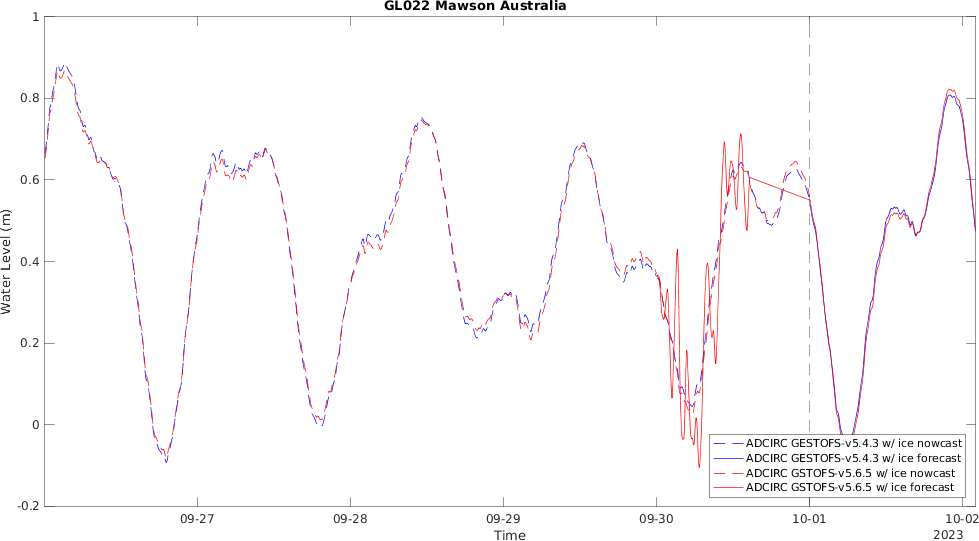 GL022 Mawson Australia
1
0.8
0.6
0.4
0.2
0
-0.2
Water Level (m)
ADCIRC GESTOFS-v5.4.3 w/ ice nowcast
ADCIRC GESTOFS-v5.4.3 w/ ice forecast
ADCIRC GSTOFS-v5.6.5 w/ ice nowcast
ADCIRC GSTOFS-v5.6.5 w/ ice forecast
09-27 09-28 09-29 09-30 10-01 10-02
Time 2023